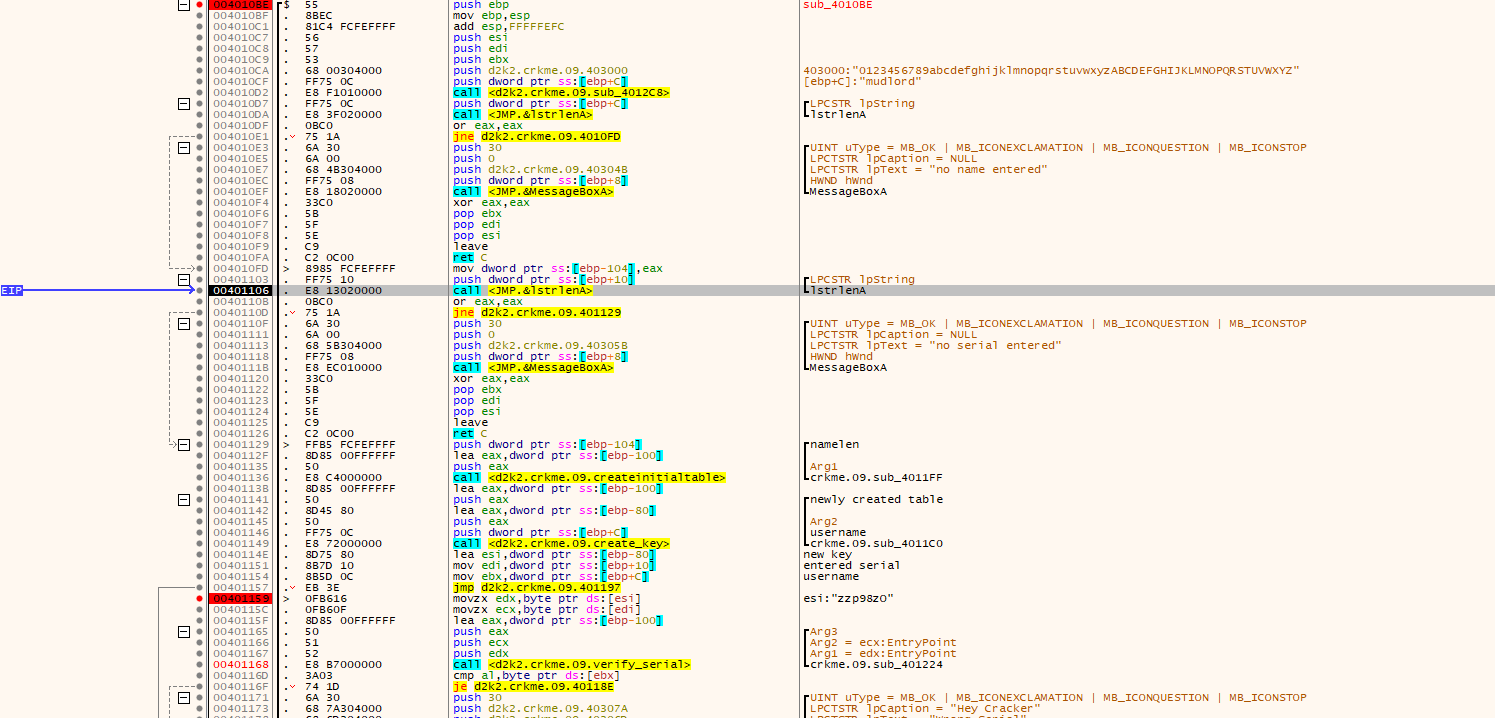 004010BE $ 55 push ebp sub_4010BE
004010BF . 8BEC mov ebp,esp
004010C1 . 81C4 FCFEFFFF add esp,FFFFFEFC
004010C7 . 56 push esi
004010C8 . 57 push edi
004010C9 . 53 push ebx
004010CA . 68 00304000 push d2k2.crkme.09.403000 403000:"0123456789abcdefghijklmnopqrstuvwxyzABCDEFGHIJKLMNOPQRSTUVWXYZ"
004010CF . FF75 0C push dword ptr ss:[ebp+C] [ebp+C]:"mudlord"
004010D2 . E8 F1010000 call <d2k2.crkme.09.sub_4012C8>
004010D7 . FF75 0C push dword ptr ss:[ebp+C] LPCSTR lpString
004010DA . E8 3F020000 call <JMP.&lstrlenA> lstrlenA
004010DF . 0BC0 or eax,eax
004010E1 . 75 1A jne d2k2.crkme.09.4010FD
004010E3 . 6A 30 push 30 UINT uType = MB_OK | MB_ICONEXCLAMATION | MB_ICONQUESTION | MB_ICONSTOP
004010E5 . 6A 00 push 0 LPCTSTR lpCaption = NULL
004010E7 . 68 4B304000 push d2k2.crkme.09.40304B LPCTSTR lpText = "no name entered"
004010EC . FF75 08 push dword ptr ss:[ebp+8] HWND hWnd
004010EF . E8 18020000 call <JMP.&MessageBoxA> MessageBoxA
004010F4 . 33C0 xor eax,eax
004010F6 . 5B pop ebx
004010F7 . 5F pop edi
004010F8 . 5E pop esi
004010F9 . C9 leave
004010FA . C2 0C00 ret C
004010FD > 8985 FCFEFFFF mov dword ptr ss:[ebp-104],eax
00401103 . FF75 10 push dword ptr ss:[ebp+10] LPCSTR lpString
EIP 00401106 . E8 13020000 call <JMP.&lstrlenA> lstrlenA
0040110B . 0BC0 or eax,eax
0040110D . 75 1A jne d2k2.crkme.09.401129
0040110F . 6A 30 push 30 UINT uType = MB_OK | MB_ICONEXCLAMATION | MB_ICONQUESTION | MB_ICONSTOP
00401111 . 6A 00 push 0 LPCTSTR lpCaption = NULL
00401113 . 68 5B304000 push d2k2.crkme.09.40305B LPCTSTR lpText = "no serial entered"
00401118 . FF75 08 push dword ptr ss:[ebp+8] HWND hWnd
0040111B . E8 EC010000 call <JMP.&MessageBoxA> MessageBoxA
00401120 . 33C0 xor eax,eax
00401122 . 5B pop ebx
00401123 . 5F pop edi
00401124 . 5E pop esi
00401125 . C9 leave
00401126 . C2 0C00 ret C
00401129 > FFB5 FCFEFFFF push dword ptr ss:[ebp-104] namelen
0040112F . 8D85 00FFFFFF lea eax,dword ptr ss:[ebp-100]
00401135 . 50 push eax Arg1
00401136 . E8 C4000000 call <d2k2.crkme.09.createinitialtable> crkme.09.sub_4011FF
0040113B . 8D85 00FFFFFF lea eax,dword ptr ss:[ebp-100]
00401141 . 50 push eax newly created table
00401142 . 8D45 80 lea eax,dword ptr ss:[ebp-80]
00401145 . 50 push eax Arg2
00401146 . FF75 0C push dword ptr ss:[ebp+C] username
00401149 . E8 72000000 call <d2k2.crkme.09.create_key> crkme.09.sub_4011C0
0040114E . 8D75 80 lea esi,dword ptr ss:[ebp-80] new key
00401151 . 8B7D 10 mov edi,dword ptr ss:[ebp+10] entered serial
00401154 . 8B5D 0C mov ebx,dword ptr ss:[ebp+C] username
00401157 . EB 3E jmp d2k2.crkme.09.401197
00401159 > 0FB616 movzx edx,byte ptr ds:[esi] esi:"zzp98zO"
0040115C . 0FB60F movzx ecx,byte ptr ds:[edi]
0040115F . 8D85 00FFFFFF lea eax,dword ptr ss:[ebp-100]
00401165 . 50 push eax Arg3
00401166 . 51 push ecx Arg2 = ecx:EntryPoint
00401167 . 52 push edx Arg1 = edx:EntryPoint
00401168 . E8 B7000000 call <d2k2.crkme.09.verify_serial> crkme.09.sub_401224
0040116D . 3A03 cmp al,byte ptr ds:[ebx]
0040116F . 74 1D je d2k2.crkme.09.40118E
00401171 . 6A 30 push 30 UINT uType = MB_OK | MB_ICONEXCLAMATION | MB_ICONQUESTION | MB_ICONSTOP
00401173 . 68 7A304000 push d2k2.crkme.09.40307A LPCTSTR lpCaption = "Hey Cracker"